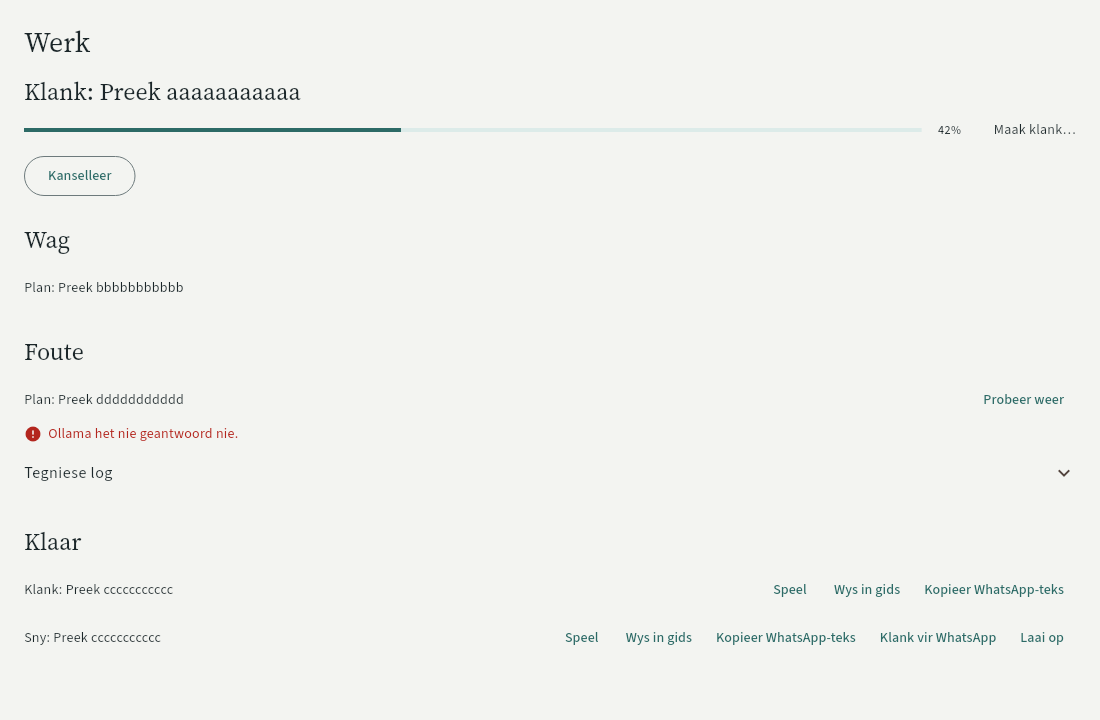 Werk
Klank: Preek aaaaaaaaaaa
42% Maak klank…
Kanselleer
Wag
Plan: Preek bbbbbbbbbbb
Foute
Plan: Preek ddddddddddd Probeer weer
Ollama het nie geantwoord nie.
Tegniese log
Klaar
Klank: Preek ccccccccccc Speel Wys in gids Kopieer WhatsApp-teks
Sny: Preek ccccccccccc Speel Wys in gids Kopieer WhatsApp-teks Klank vir WhatsApp Laai op